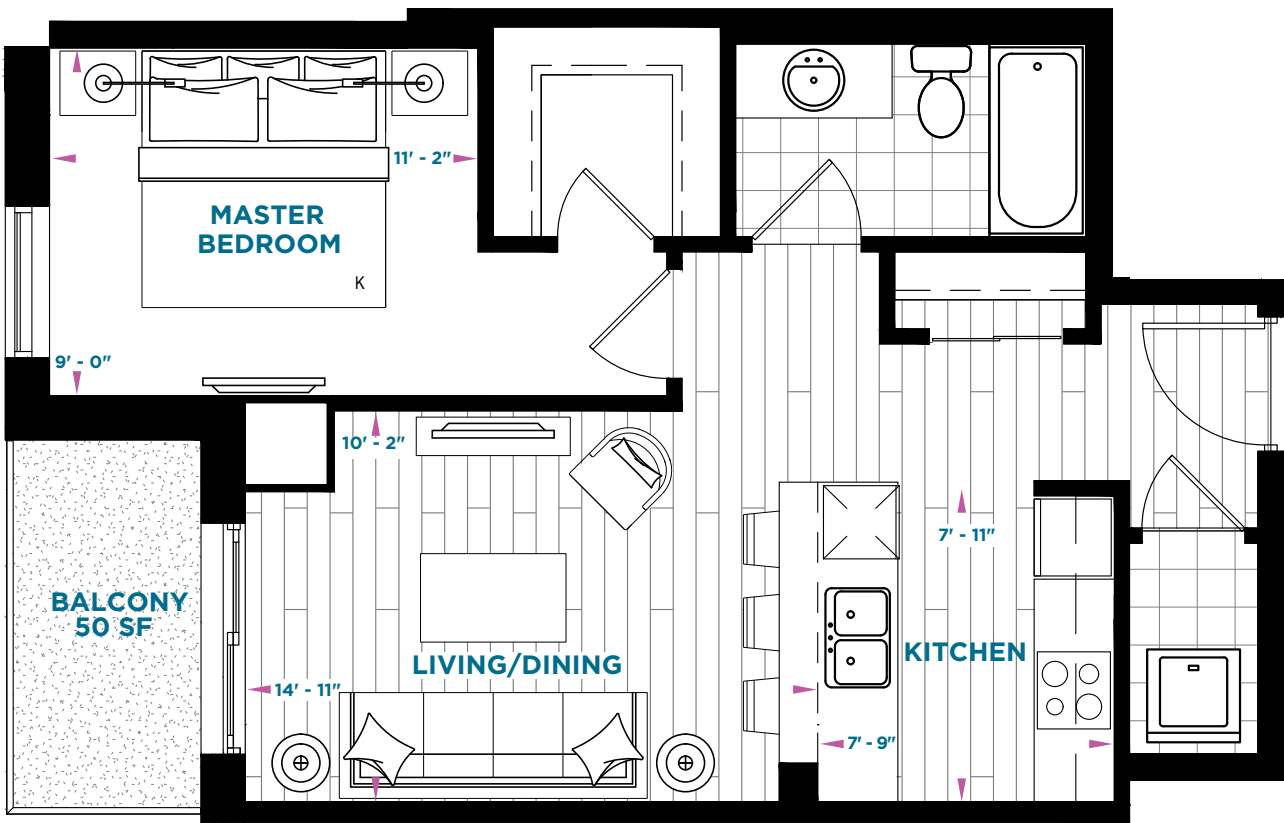 11' - 2"
MASTER
BEDROOM
K
9' - 0"
10' - 2"
7' - 11"
BALCONY
50 SF
LIVING/DINING
KITCHEN
14' - 11"
7' - 9"